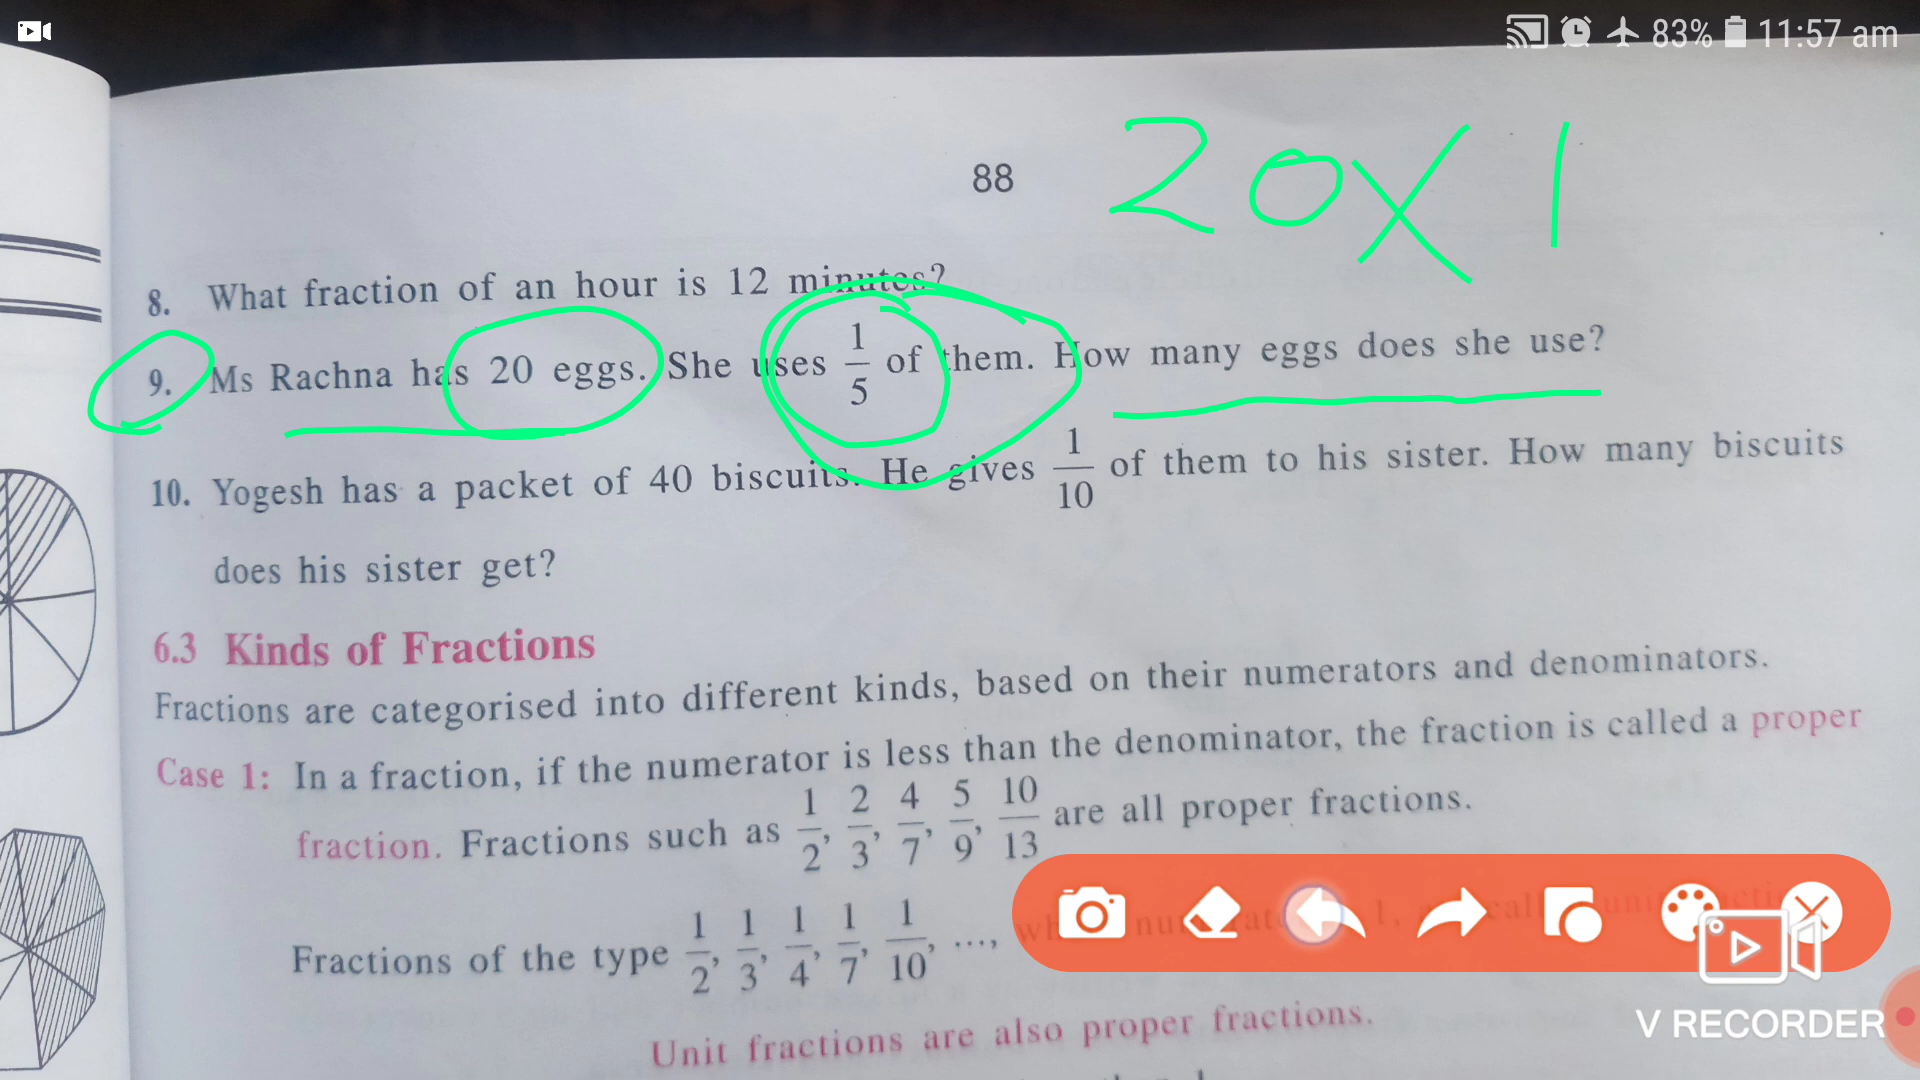 83% 11:57 am
88
20 X 1
8. What fraction of an hour is 12 minutes?
9. Ms Rachna has 20 eggs. She uses 1/5 of them. How many eggs does she use?
10. Yogesh has a packet of 40 biscuits. He gives 1/10 of them to his sister. How many biscuits
does his sister get?
6.3 Kinds of Fractions
Fractions are categorised into different kinds, based on their numerators and denominators.
Case 1: In a fraction, if the numerator is less than the denominator, the fraction is called a proper
fraction. Fractions such as 1/2, 2/3, 4/7, 5/9, 10/13 are all proper fractions.
Fractions of the type 1/2, 1/3, 1/4, 1/7, 1/10, ...,
Unit fractions are also proper fractions.
V RECORDER